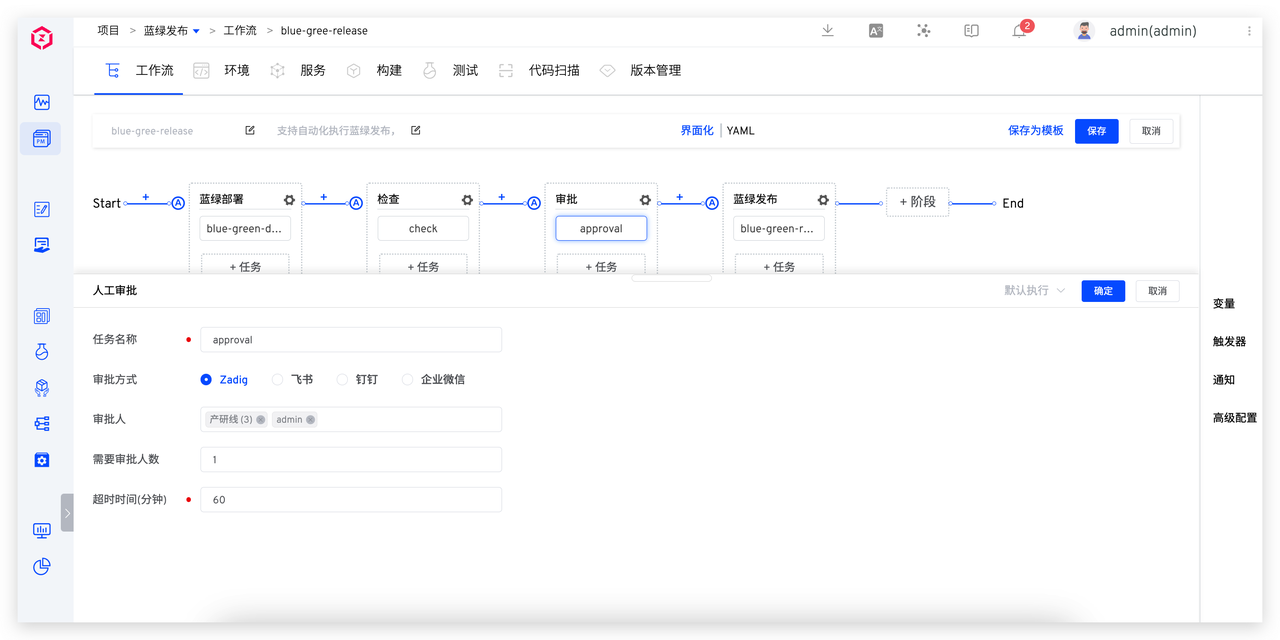 项目 > 蓝绿发布 > 工作流 > blue-gree-release
2
admin(admin)
工作流 环境 服务 构建 测试 代码扫描 版本管理
PM
blue-gree-release 支持自动化执行蓝绿发布, 界面化 | YAML 保存为模板 保存 取消
Start + A 蓝绿部署 + A 检查 + A 审批 + A 蓝绿发布 + 阶段 End
blue-green-d... check approval blue-green-r...
+ 任务 + 任务 + 任务 + 任务
人工审批 默认执行 确定 取消
任务名称 approval
审批方式 Zadig 飞书 钉钉 企业微信
审批人 产研线 (3) admin
需要审批人数 1
超时时间(分钟) 60
变量
触发器
通知
高级配置